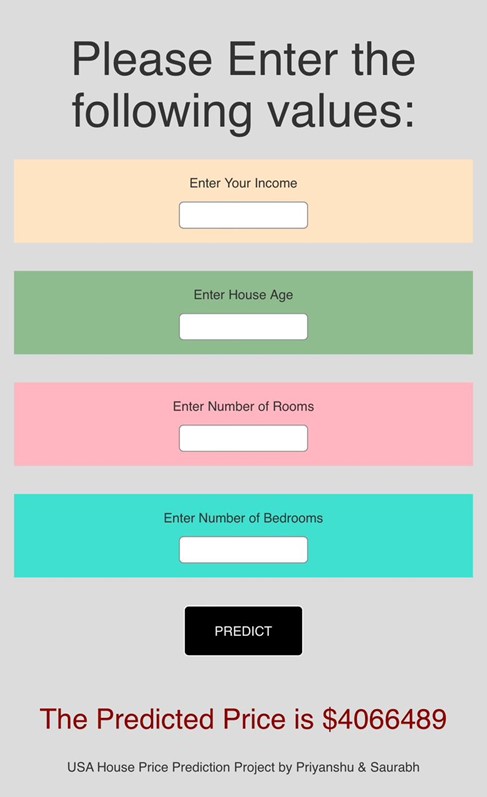 Please Enter the
following values:
Enter Your Income
Enter House Age
Enter Number of Rooms
Enter Number of Bedrooms
PREDICT
The Predicted Price is $4066489
USA House Price Prediction Project by Priyanshu & Saurabh